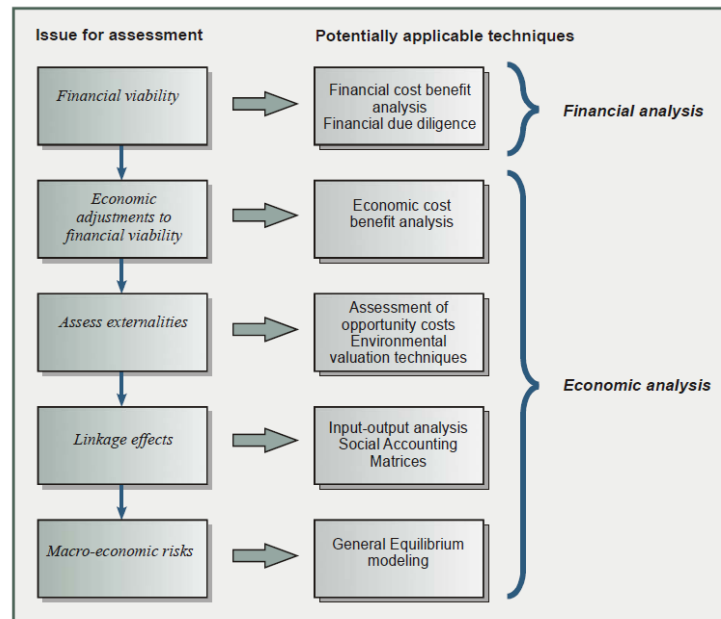 Issue for assessment
Potentially applicable techniques
Financial viability
Financial cost benefit
analysis
Financial due diligence
Financial analysis
Economic
adjustments to
financial viability
Economic cost
benefit analysis
Assess externalities
Assessment of
opportunity costs
Environmental
valuation techniques
Economic analysis
Linkage effects
Input-output analysis
Social Accounting
Matrices
Macro-economic risks
General Equilibrium
modeling